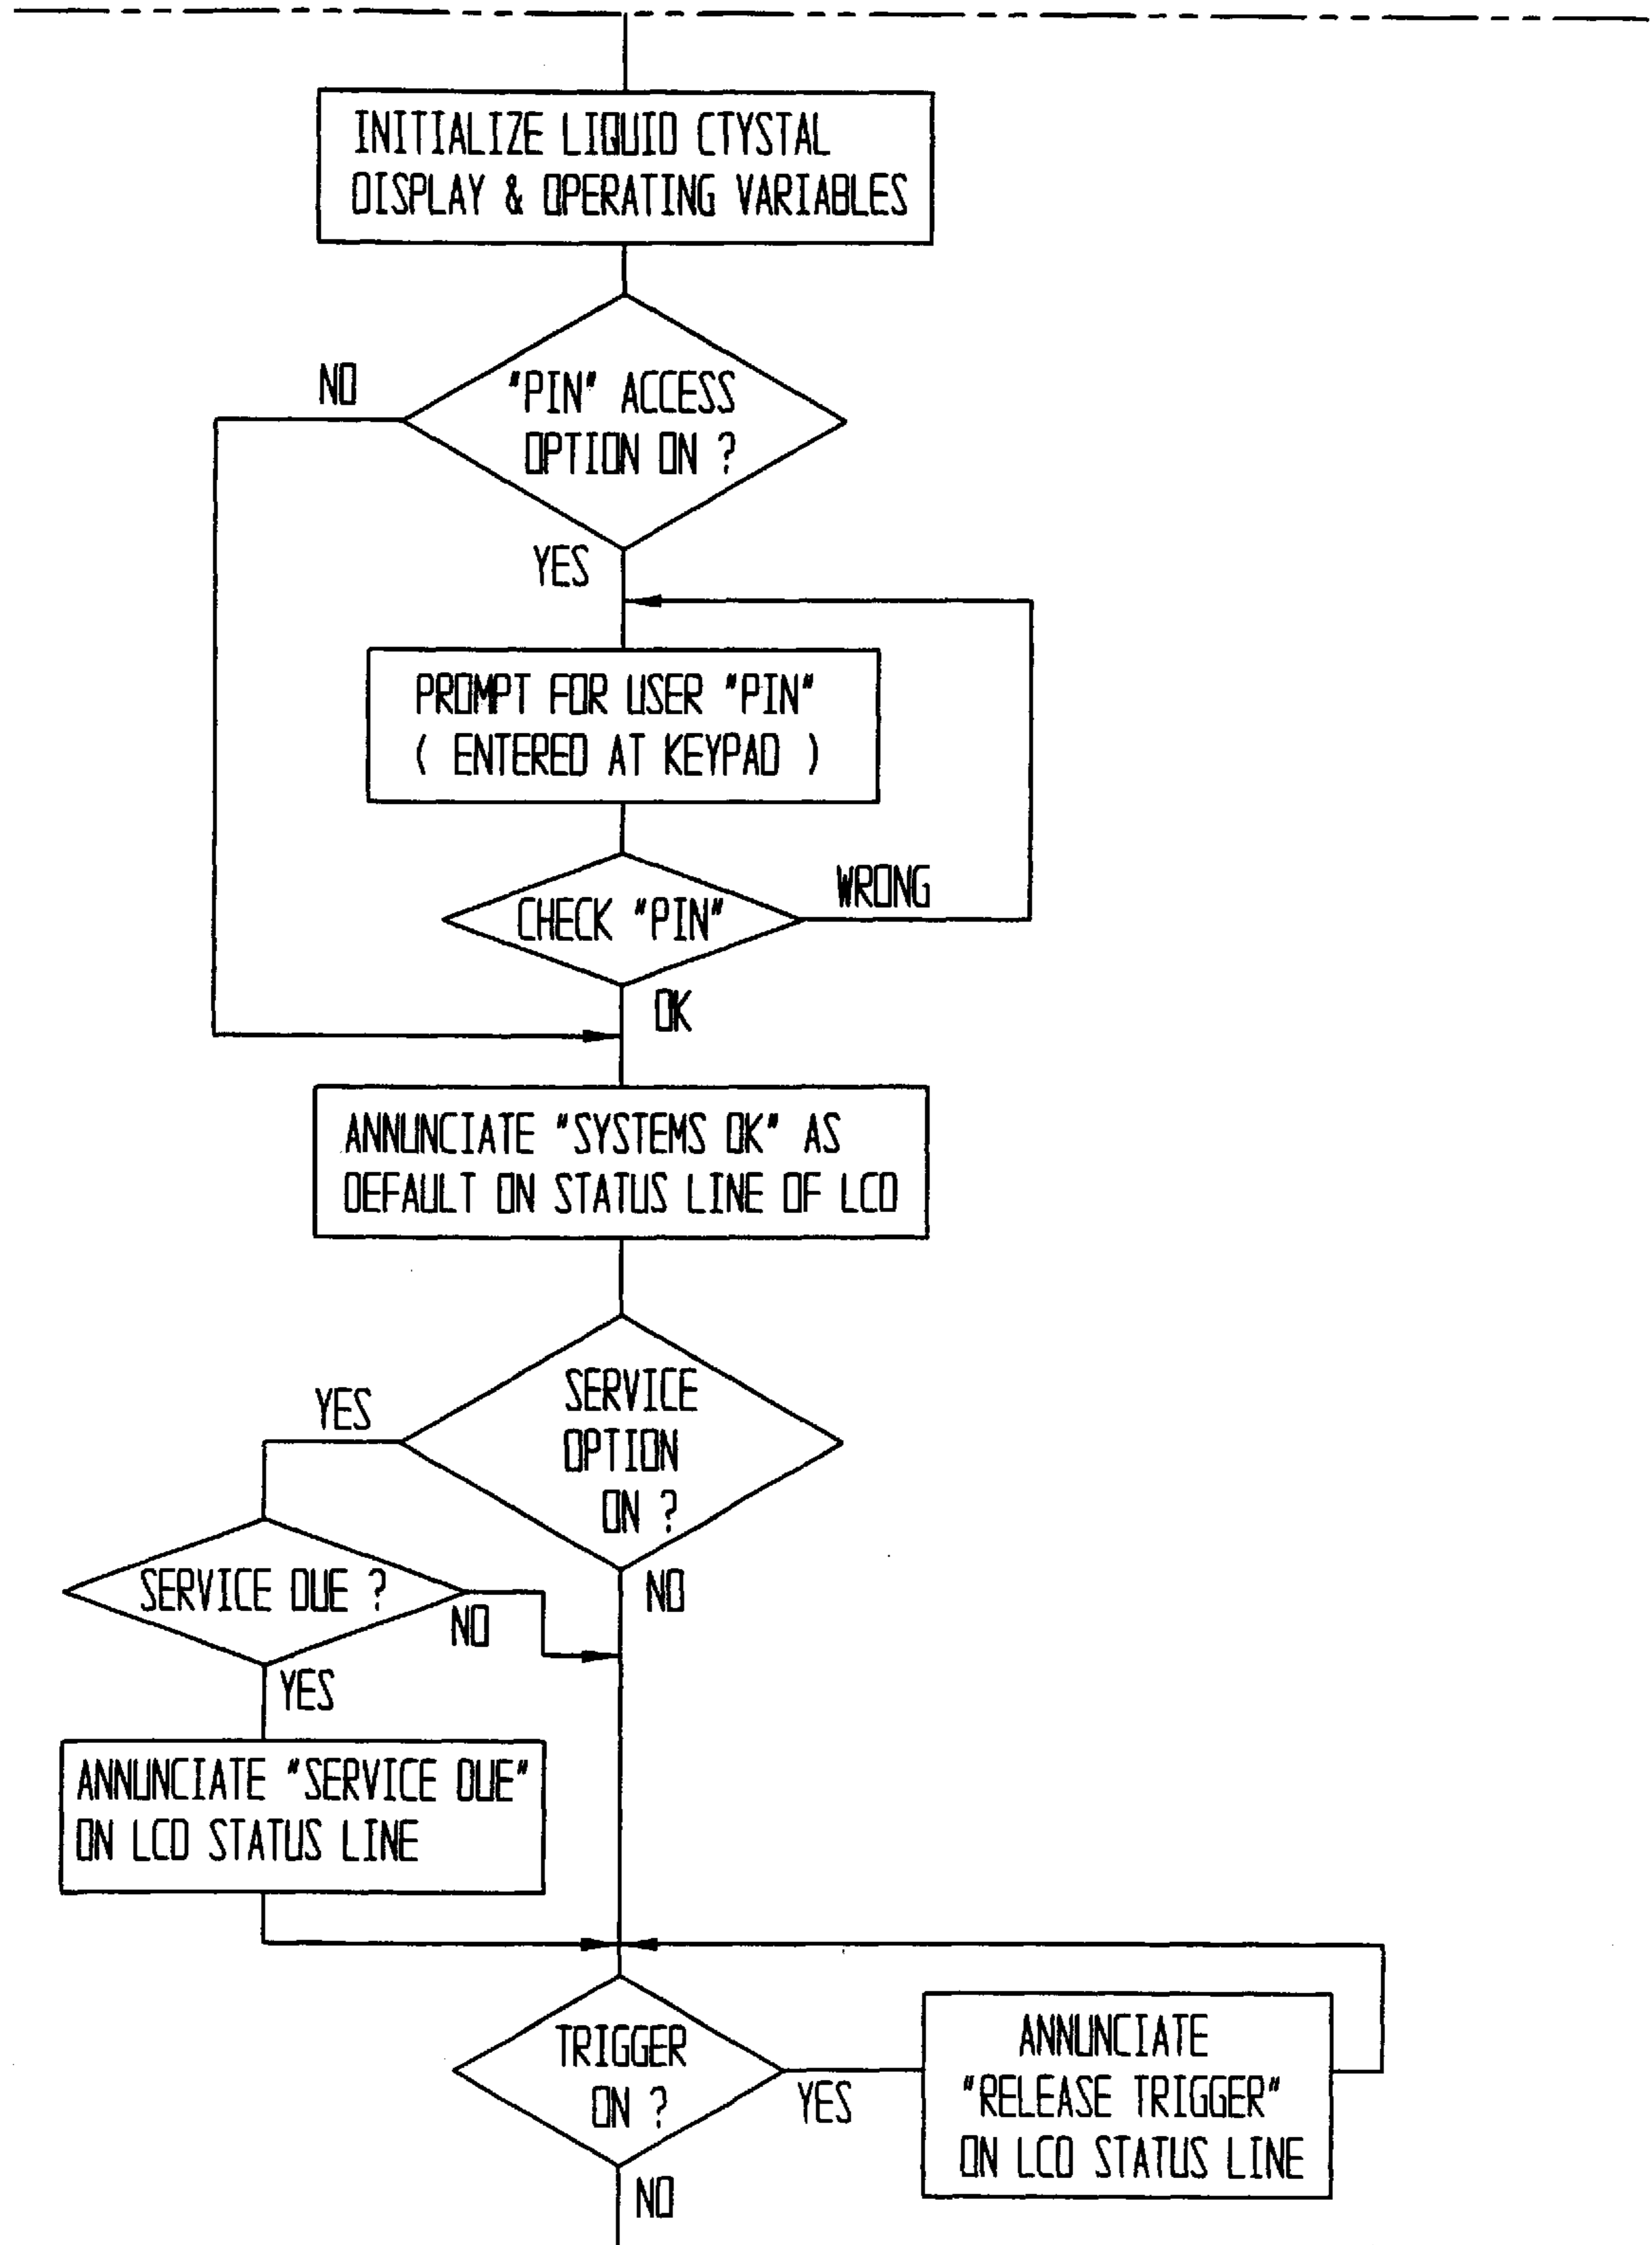 INITIALIZE LIQUID CTYSTAL
DISPLAY & OPERATING VARIABLES
NO
"PIN" ACCESS
OPTION ON ?
YES
PROMPT FOR USER "PIN"
( ENTERED AT KEYPAD )
WRONG
CHECK "PIN"
OK
ANNUNCIATE "SYSTEMS OK" AS
DEFAULT ON STATUS LINE OF LCD
YES
SERVICE
OPTION
ON ?
SERVICE DUE ?
NO
NO
YES
ANNUNCIATE "SERVICE DUE"
ON LCD STATUS LINE
TRIGGER
ON ?
YES
ANNUNCIATE
"RELEASE TRIGGER"
ON LCD STATUS LINE
NO